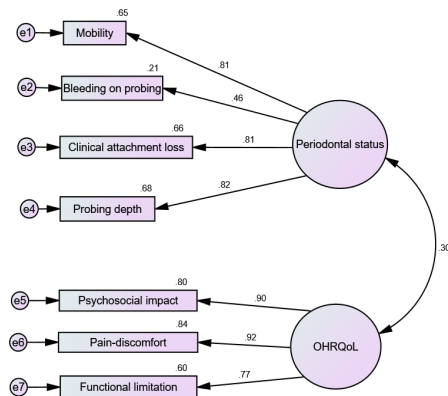 .65
e1
Mobility
.81
.21
e2
Bleeding on probing
.46
.66
e3
Clinical attachment loss
.81
Periodontal status
.68
e4
Probing depth
.82
.30
.80
e5
Psychosocial impact
.90
.84
e6
Pain-discomfort
.92
OHRQoL
.60
e7
Functional limitation
.77